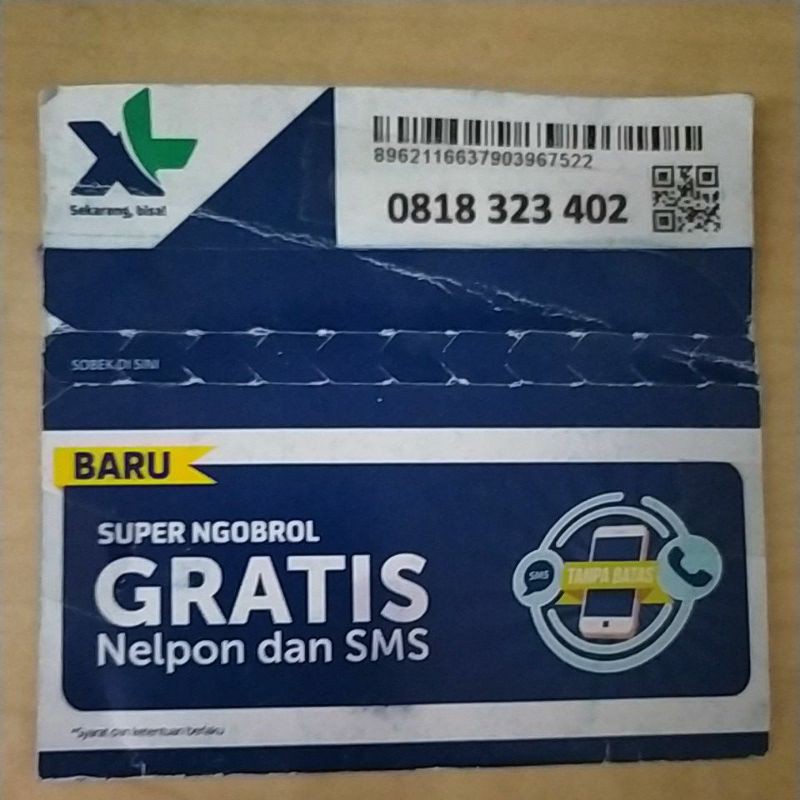 XL
Sekarang, bisa!
8962116637903967522
0818 323 402
SOBEK DI SINI
BARU
SUPER NGOBROL
GRATIS
Nelpon dan SMS
SMS
TANPA BATAS
*Syarat dan ketentuan berlaku